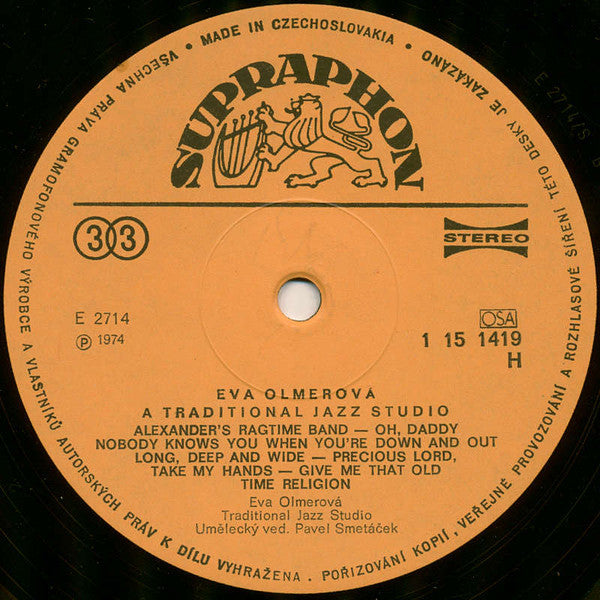 MADE IN CZECHOSLOVAKIA • VŠECHNA PRÁVA GRAMOFONOVÉHO VÝROBCE A VLASTNÍKŮ AUTORSKÝCH PRÁV K DÍLU VYHRAŽENA. POŘIZOVÁNÍ KOPIÍ, VEŘEJNÉ PROVOZOVÁNÍ A ROZHLASOVÉ ŠÍŘENÍ TÉTO DESKY JE ZAKÁZÁNO •
SUPRAPHON
33
STEREO
E 2714
℗ 1974
OSA
1 15 1419
H
EVA OLMEROVÁ
A TRADITIONAL JAZZ STUDIO
ALEXANDER'S RAGTIME BAND — OH, DADDY
NOBODY KNOWS YOU WHEN YOU'RE DOWN AND OUT
LONG, DEEP AND WIDE — PRECIOUS LORD,
TAKE MY HANDS — GIVE ME THAT OLD
TIME RELIGION
Eva Olmerová
Traditional Jazz Studio
Umělecký ved. Pavel Smetáček